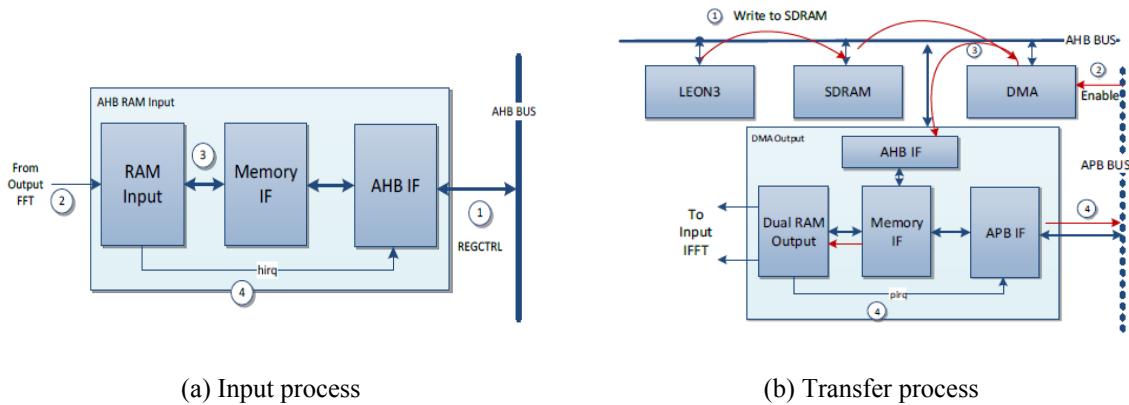 AHB RAM Input
RAM
Input
Memory
IF
AHB IF
AHB BUS
From
Output
FFT
2
3
1
REGCTRL
hirq
4
(a) Input process
1 Write to SDRAM
AHB BUS
LEON3
SDRAM
DMA
3
2
Enable
DMA Output
AHB IF
APB BUS
To
Input
IFFT
Dual RAM
Output
Memory
IF
APB IF
4
pirq
4
(b) Transfer process